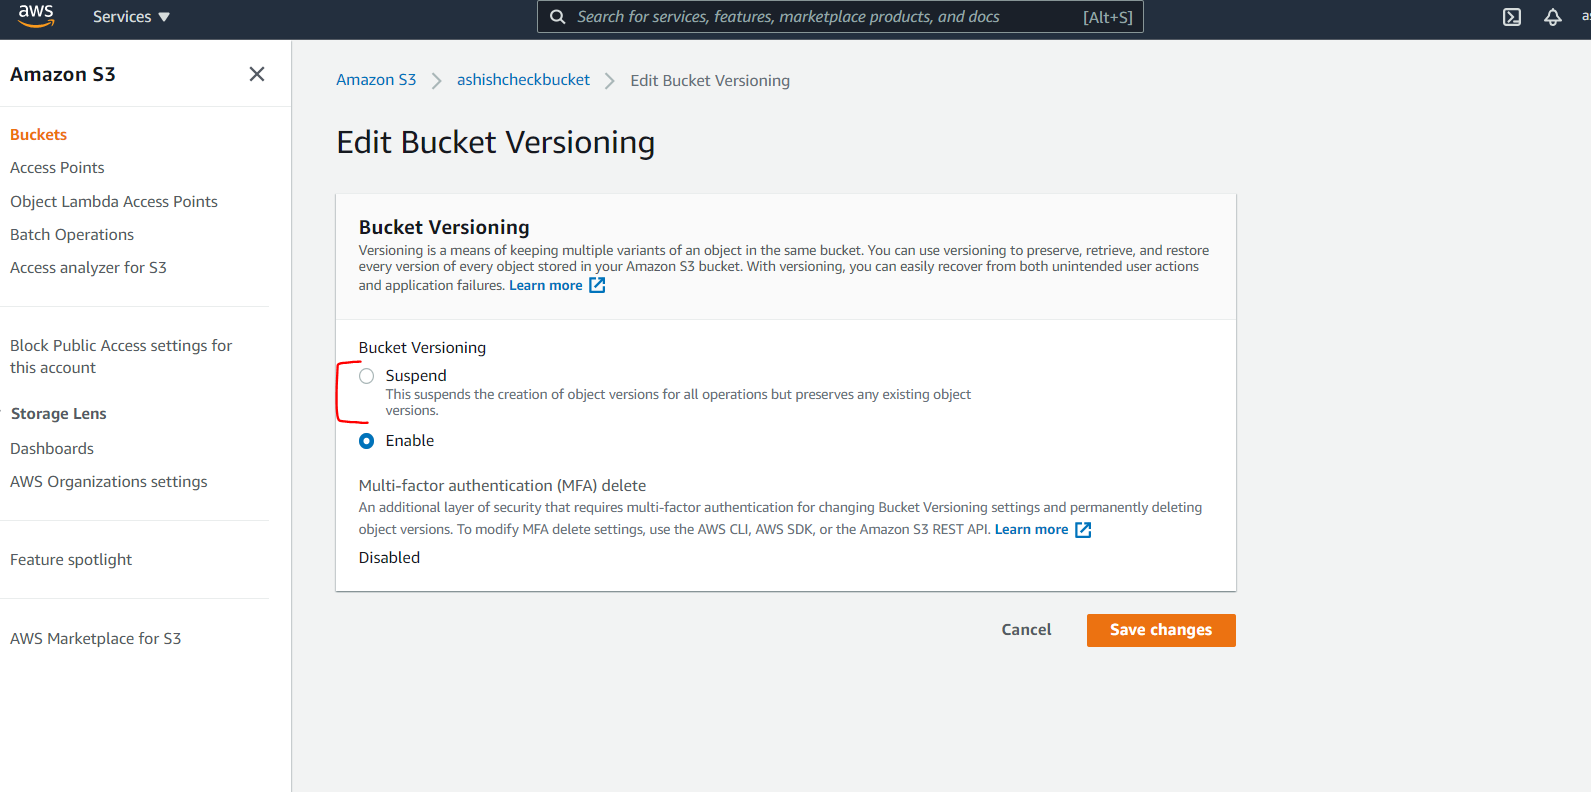 aws
Services
Search for services, features, marketplace products, and docs
[Alt+S]
Amazon S3
Buckets
Access Points
Object Lambda Access Points
Batch Operations
Access analyzer for S3
Block Public Access settings for
this account
Storage Lens
Dashboards
AWS Organizations settings
Feature spotlight
AWS Marketplace for S3
Amazon S3
ashishcheckbucket
Edit Bucket Versioning
Edit Bucket Versioning
Bucket Versioning
Versioning is a means of keeping multiple variants of an object in the same bucket. You can use versioning to preserve, retrieve, and restore
every version of every object stored in your Amazon S3 bucket. With versioning, you can easily recover from both unintended user actions
and application failures. Learn more
Bucket Versioning
Suspend
This suspends the creation of object versions for all operations but preserves any existing object
versions.
Enable
Multi-factor authentication (MFA) delete
An additional layer of security that requires multi-factor authentication for changing Bucket Versioning settings and permanently deleting
object versions. To modify MFA delete settings, use the AWS CLI, AWS SDK, or the Amazon S3 REST API. Learn more
Disabled
Cancel
Save changes